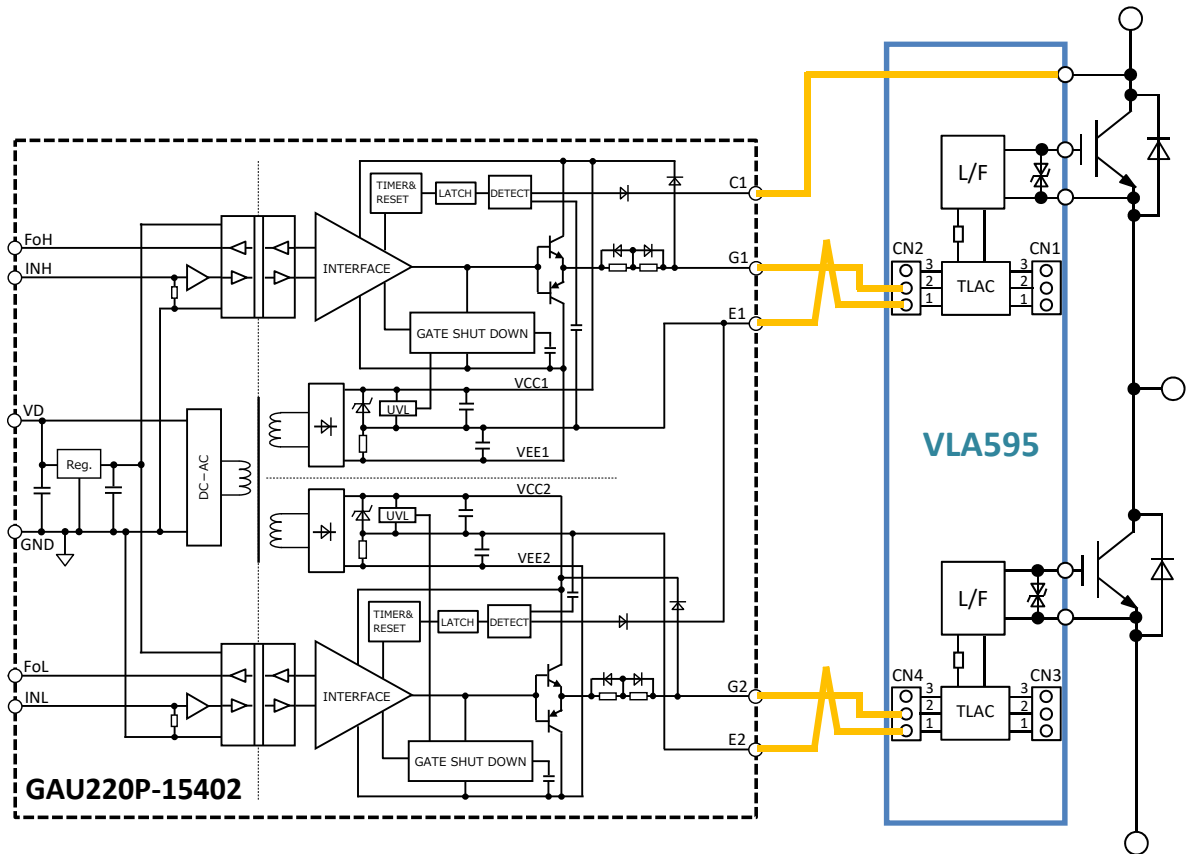 C1
TIMER&
RESET
LATCH
DETECT
FoH
INH
INTERFACE
G1
E1
GATE SHUT DOWN
VCC1
UVL
VEE1
VD
Reg.
DC-AC
GND
VCC2
UVL
VEE2
TIMER&
RESET
LATCH
DETECT
FoL
INL
INTERFACE
G2
E2
GATE SHUT DOWN
GAU220P-15402
L/F
CN2
CN1
3
2
1
TLAC
3
2
1
VLA595
L/F
CN4
CN3
3
2
1
TLAC
3
2
1